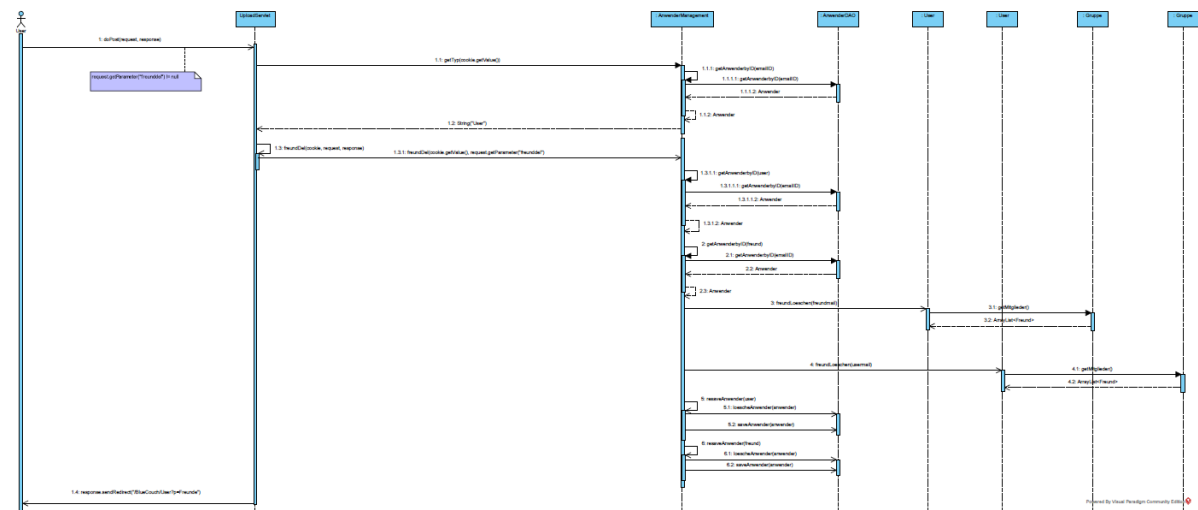 User
UploadServlet
: AnwenderManagement
: AnwenderDAO
: User
: User
: Gruppe
: Gruppe
1: doPost(request, response)
request.getParameter("freunddel") != null
1.1: getTyp(cookie.getValue())
1.1.1: getAnwenderbyID(emailID)
1.1.1.1: getAnwenderbyID(emailID)
1.1.1.2: Anwender
1.1.2: Anwender
1.2: String("User")
1.3: freundDel(cookie, request, response)
1.3.1: freundDel(cookie.getValue(), request.getParameter("freunddel")
1.3.1.1: getAnwenderbyID(user)
1.3.1.1.1: getAnwenderbyID(emailID)
1.3.1.1.2: Anwender
1.3.1.2: Anwender
2: getAnwenderbyID(freund)
2.1: getAnwenderbyID(emailID)
2.2: Anwender
2.3: Anwender
3: freundLoeschen(freundmail)
3.1: getMitglieder()
3.2: ArrayList<Freund>
4: freundLoeschen(usermail)
4.1: getMitglieder()
4.2: ArrayList<Freund>
5: resaveAnwender(user)
5.1: loescheAnwender(anwender)
5.2: saveAnwender(anwender)
6: resaveAnwender(freund)
6.1: loescheAnwender(anwender)
6.2: saveAnwender(anwender)
1.4: response.sendRedirect("/BlueCouch/User?p=Freunde")
Powered By Visual Paradigm Community Edition